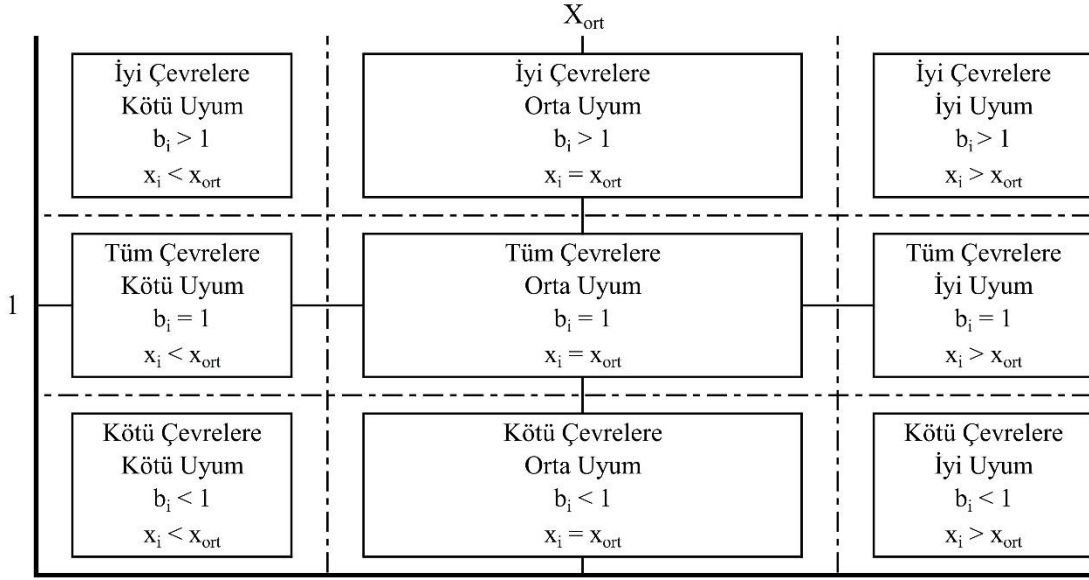 X_ort
İyi Çevrelere
Kötü Uyum
b_i > 1
x_i < x_ort
İyi Çevrelere
Orta Uyum
b_i > 1
x_i = x_ort
İyi Çevrelere
İyi Uyum
b_i > 1
x_i > x_ort
1
Tüm Çevrelere
Kötü Uyum
b_i = 1
x_i < x_ort
Tüm Çevrelere
Orta Uyum
b_i = 1
x_i = x_ort
Tüm Çevrelere
İyi Uyum
b_i = 1
x_i > x_ort
Kötü Çevrelere
Kötü Uyum
b_i < 1
x_i < x_ort
Kötü Çevrelere
Orta Uyum
b_i < 1
x_i = x_ort
Kötü Çevrelere
İyi Uyum
b_i < 1
x_i > x_ort